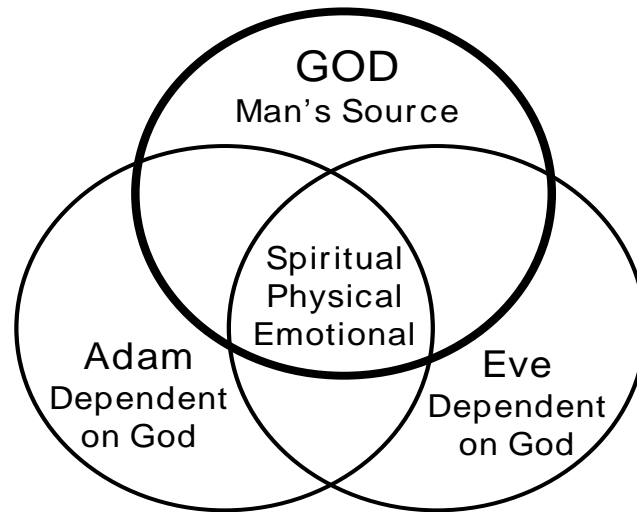 GOD
Man's Source
Spiritual
Physical
Emotional
Adam
Dependent
on God
Eve
Dependent
on God